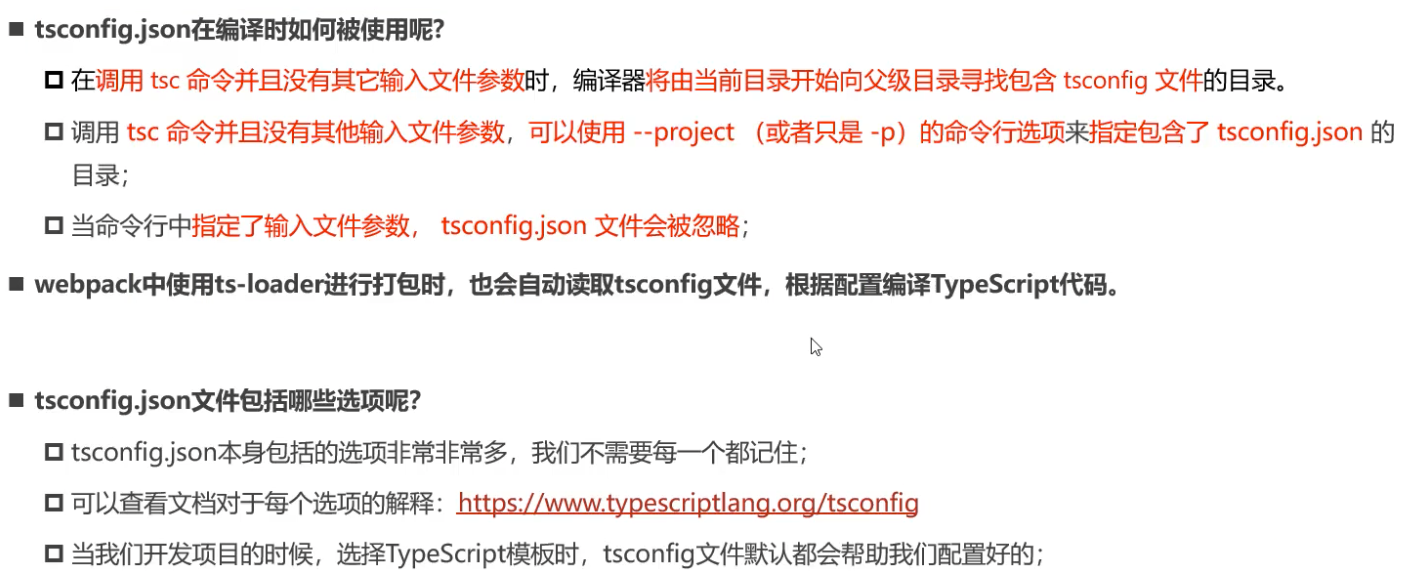 tsconfig.json在编译时如何被使用呢?
在调用 tsc 命令并且没有其它输入文件参数时，编译器将由当前目录开始向父级目录寻找包含 tsconfig 文件的目录。
调用 tsc 命令并且没有其他输入文件参数，可以使用 --project （或者只是 -p）的命令行选项来指定包含了 tsconfig.json 的
目录；
当命令行中指定了输入文件参数， tsconfig.json 文件会被忽略；
webpack中使用ts-loader进行打包时，也会自动读取tsconfig文件，根据配置编译TypeScript代码。
tsconfig.json文件包括哪些选项呢?
tsconfig.json本身包括的选项非常非常多，我们不需要每一个都记住；
可以查看文档对于每个选项的解释：https://www.typescriptlang.org/tsconfig
当我们开发项目的时候，选择TypeScript模板时，tsconfig文件默认都会帮助我们配置好的；